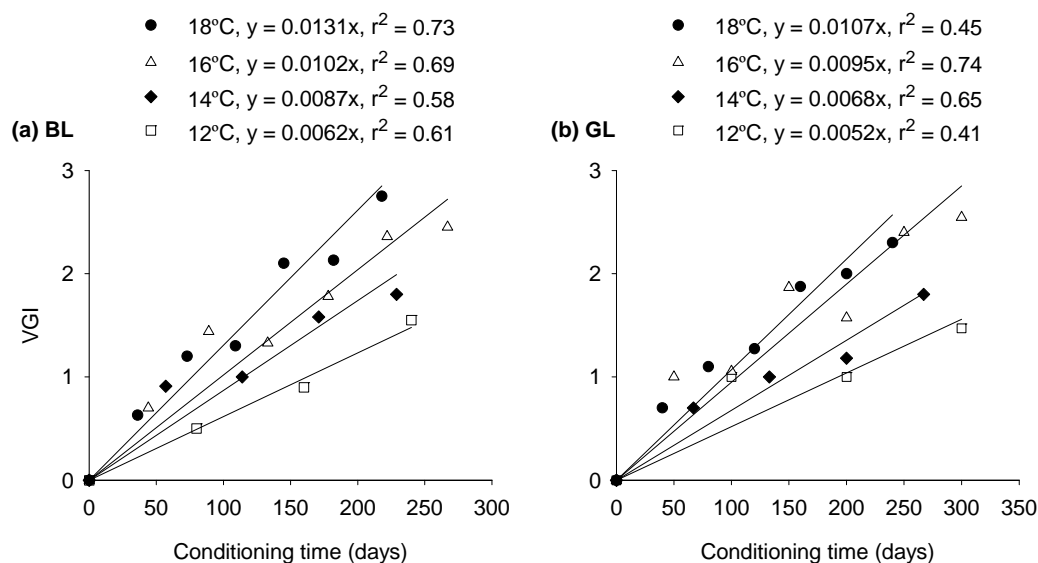 18ºC, y = 0.0131x, r² = 0.73
16ºC, y = 0.0102x, r² = 0.69
14ºC, y = 0.0087x, r² = 0.58
(a) BL
12ºC, y = 0.0062x, r² = 0.61
3
2
1
0
VGI
0 50 100 150 200 250 300
Conditioning time (days)
18ºC, y = 0.0107x, r² = 0.45
16ºC, y = 0.0095x, r² = 0.74
14ºC, y = 0.0068x, r² = 0.65
(b) GL
12ºC, y = 0.0052x, r² = 0.41
3
2
1
0
0 50 100 150 200 250 300 350
Conditioning time (days)